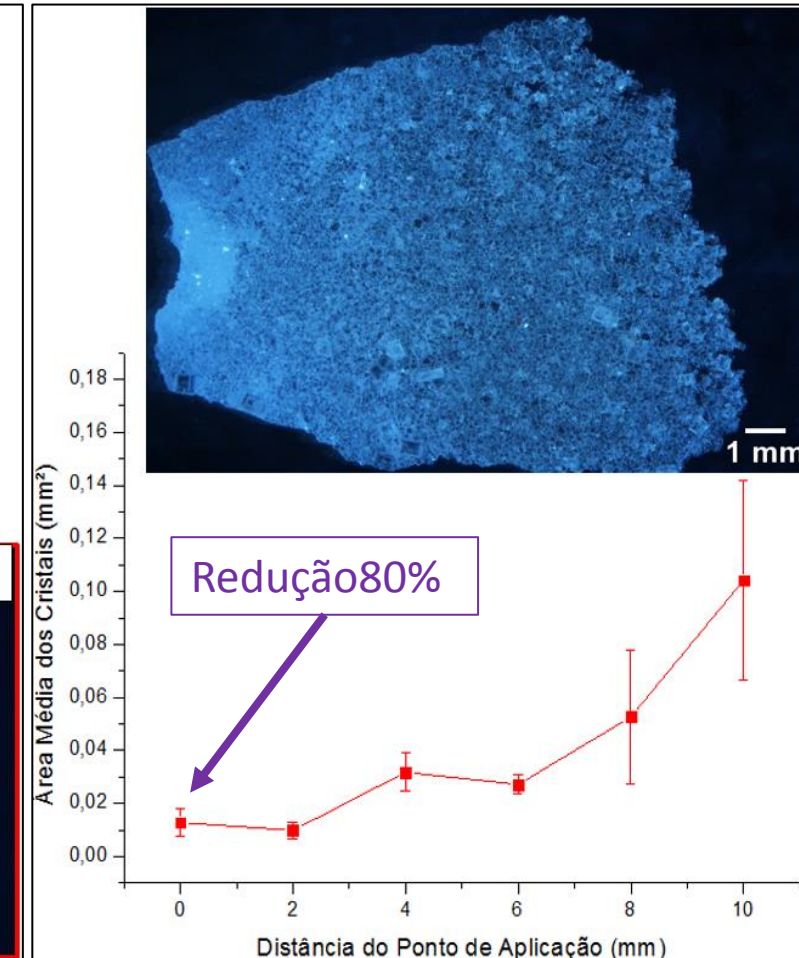 1 mm
0,18
0,16
0,14
0,12
0,10
0,08
0,06
0,04
0,02
0,00
Área Média dos Cristais (mm²)
Redução80%
0 2 4 6 8 10
Distância do Ponto de Aplicação (mm)